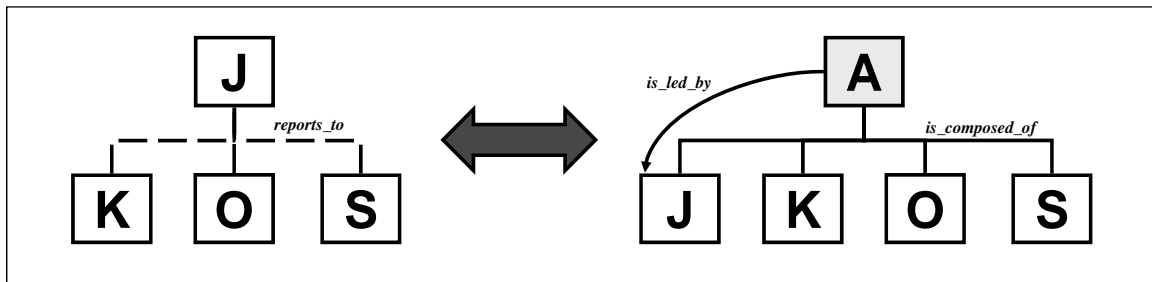 J
reports_to
K O S
A
is_led_by
is_composed_of
J K O S